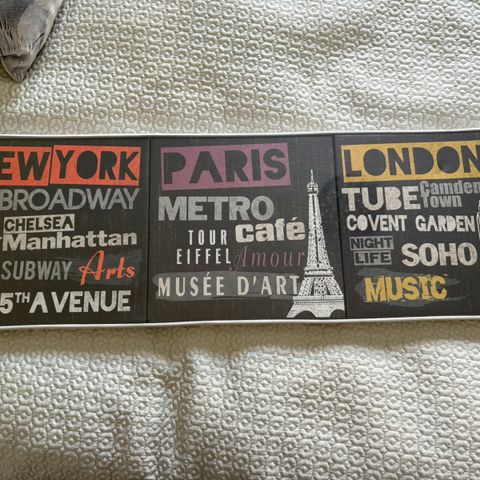 EW YORK
BROADWAY
CHELSEA
Manhattan
SUBWAY Arts
5TH AVENUE
PARIS
METRO
TOUR café
EIFFEL Amour
MUSÉE D'ART
LONDON
TUBE Camden Town
COVENT GARDEN
NIGHT LIFE SOHO
MUSIC